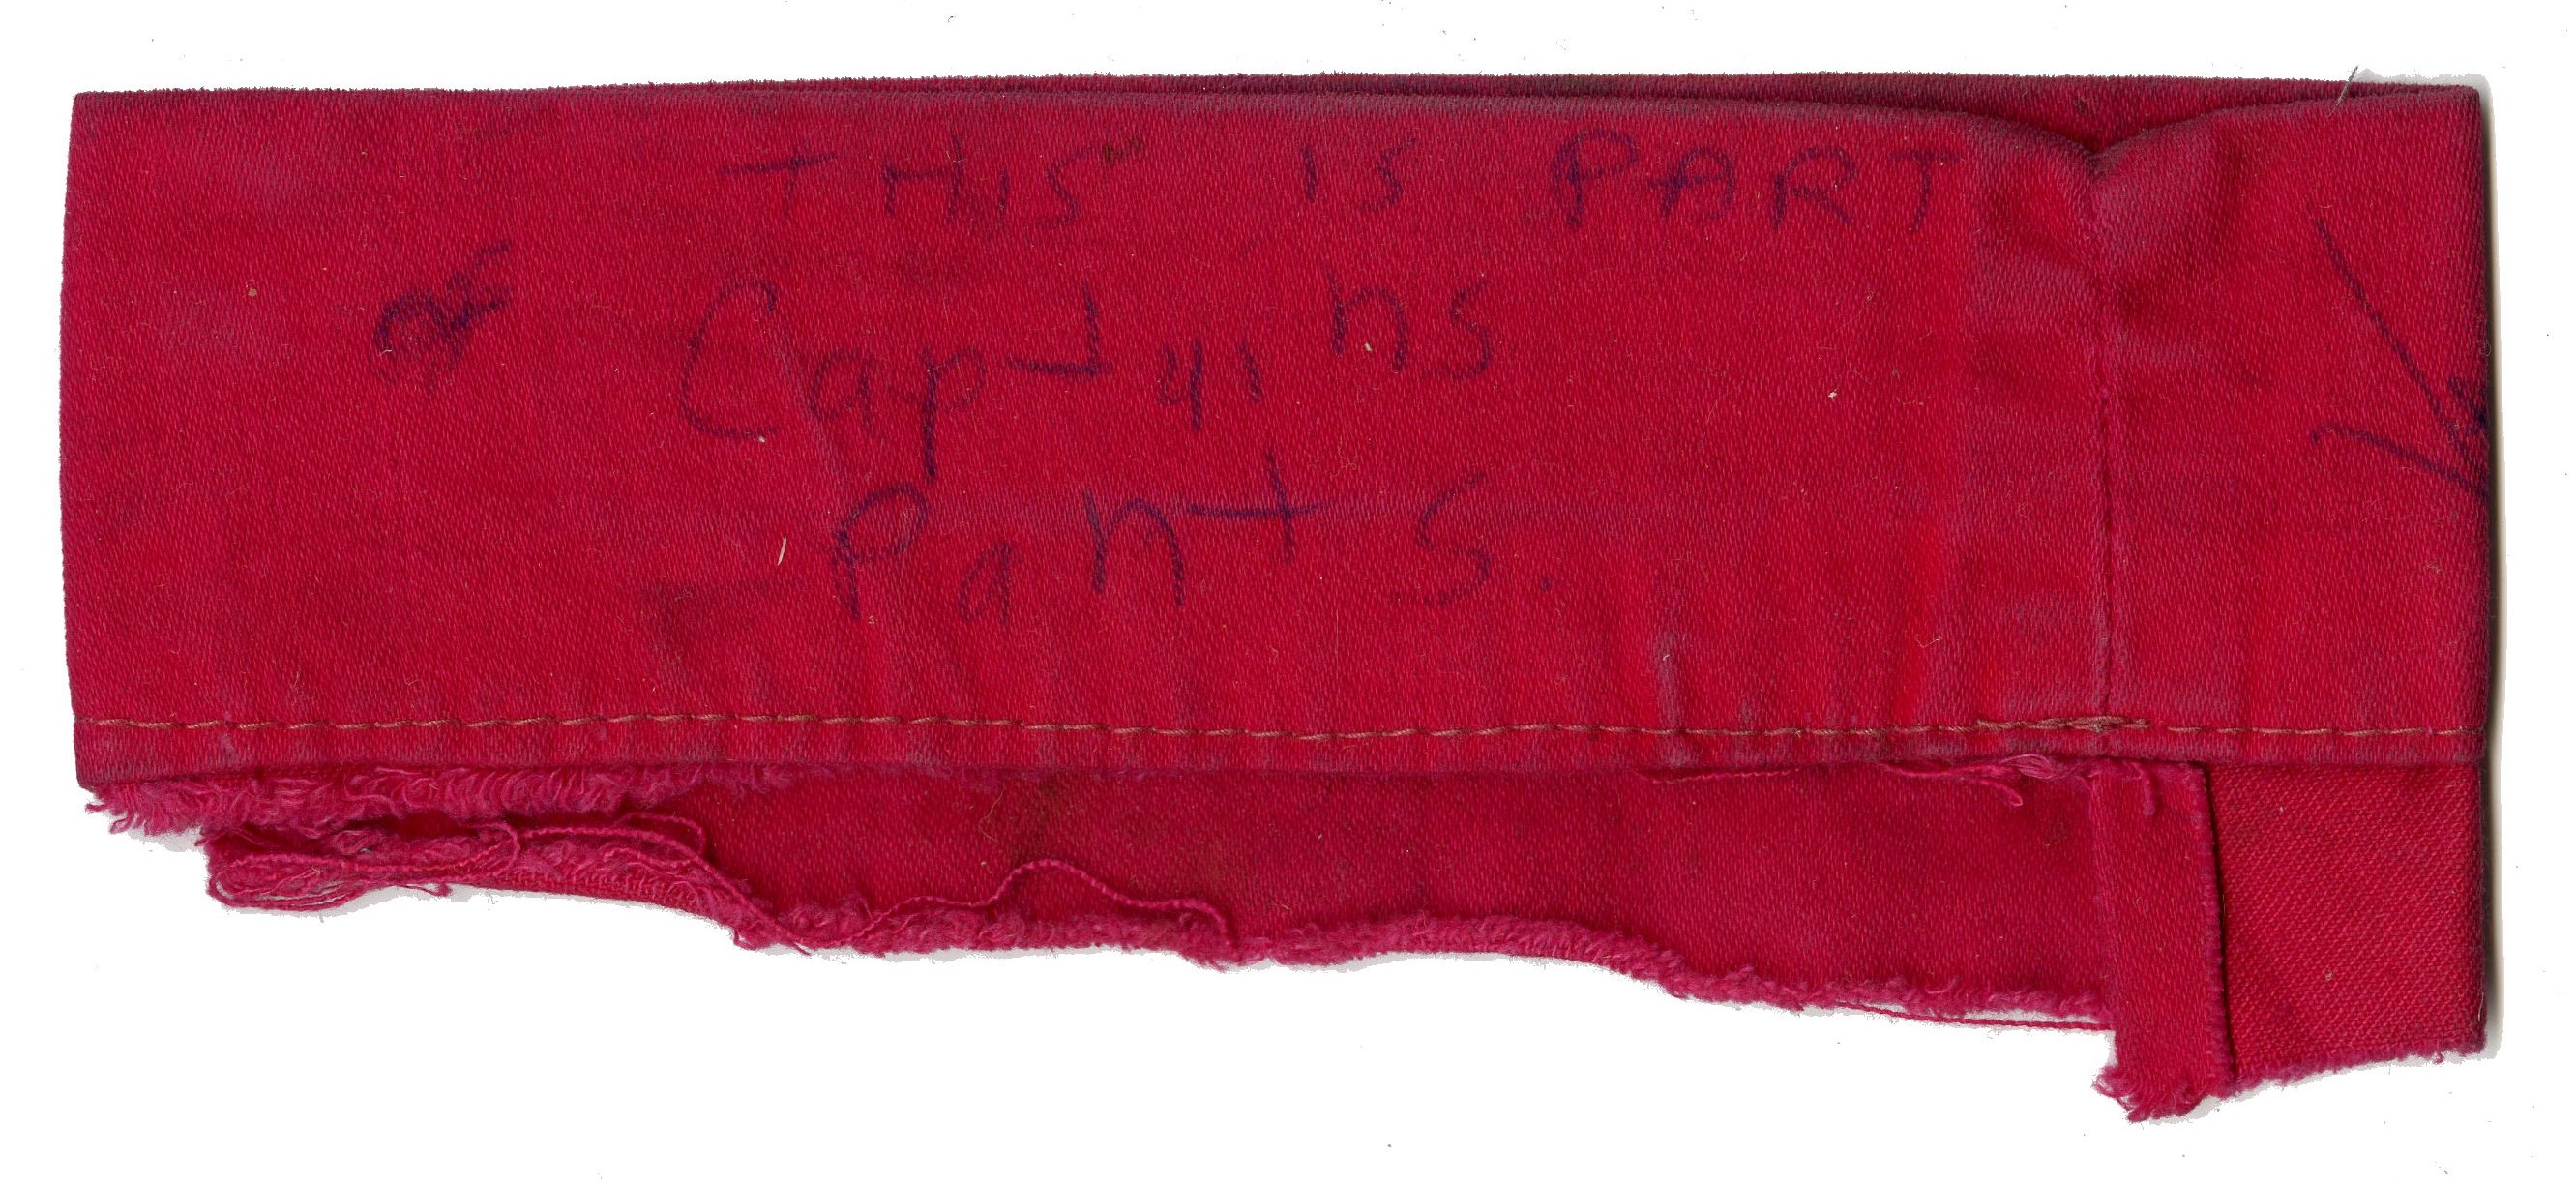 THIS IS PART
of Captains
Pants.